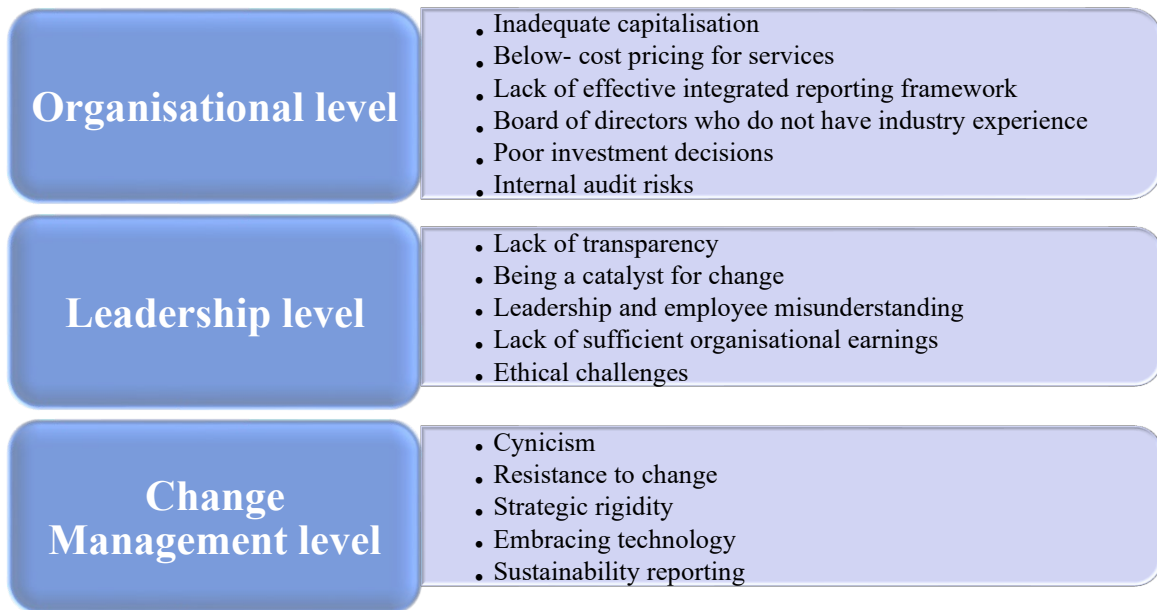 Organisational level
• Inadequate capitalisation
• Below- cost pricing for services
• Lack of effective integrated reporting framework
• Board of directors who do not have industry experience
• Poor investment decisions
• Internal audit risks
Leadership level
• Lack of transparency
• Being a catalyst for change
• Leadership and employee misunderstanding
• Lack of sufficient organisational earnings
• Ethical challenges
Change
Management level
• Cynicism
• Resistance to change
• Strategic rigidity
• Embracing technology
• Sustainability reporting